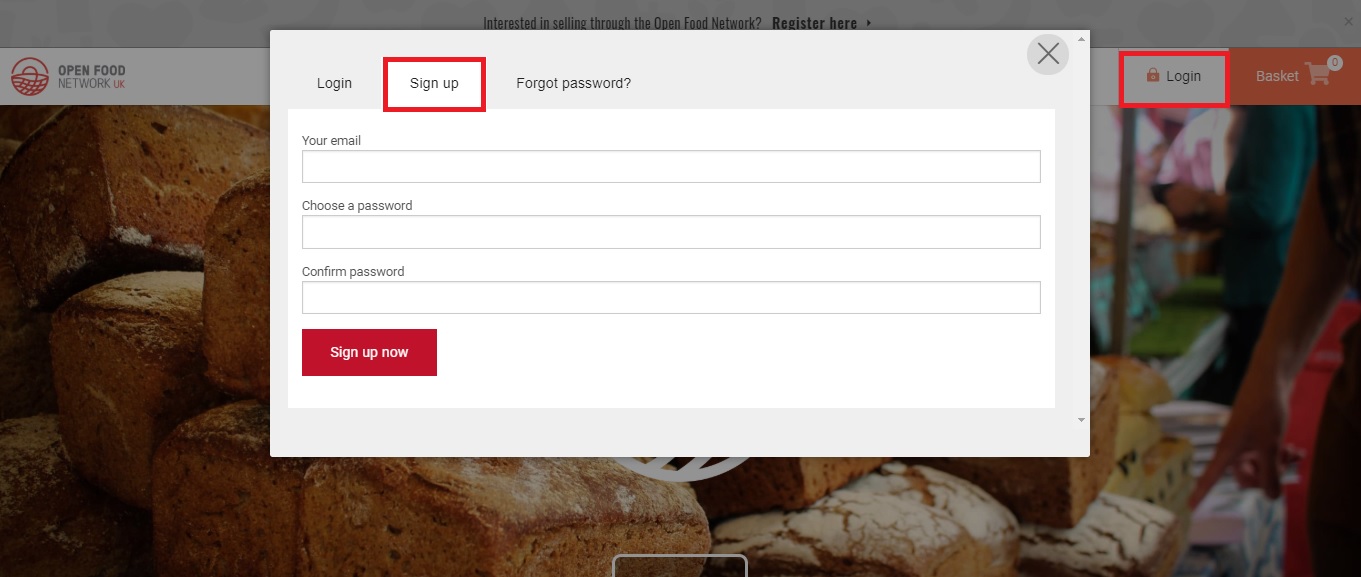 Interested in selling through the Open Food Network? Register here
OPEN FOOD
NETWORK UK
Login
Basket
0
Login
Sign up
Forgot password?
Your email
Choose a password
Confirm password
Sign up now